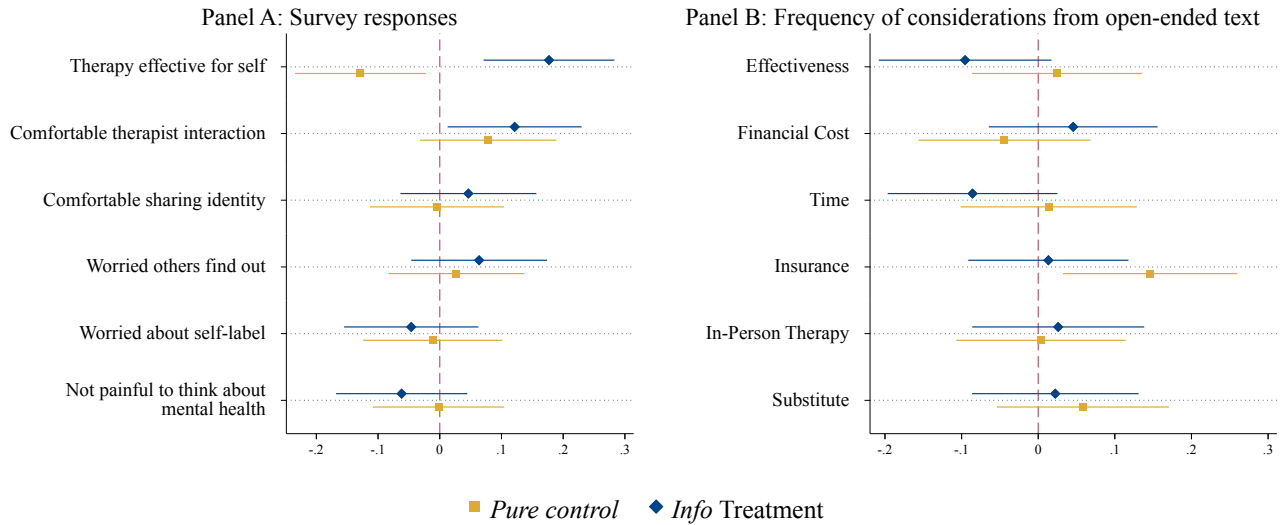 Panel A: Survey responses
Therapy effective for self
Comfortable therapist interaction
Comfortable sharing identity
Worried others find out
Worried about self-label
Not painful to think about
mental health
-.2 -.1 0 .1 .2 .3
Panel B: Frequency of considerations from open-ended text
Effectiveness
Financial Cost
Time
Insurance
In-Person Therapy
Substitute
-.2 -.1 0 .1 .2 .3
Pure control Info Treatment